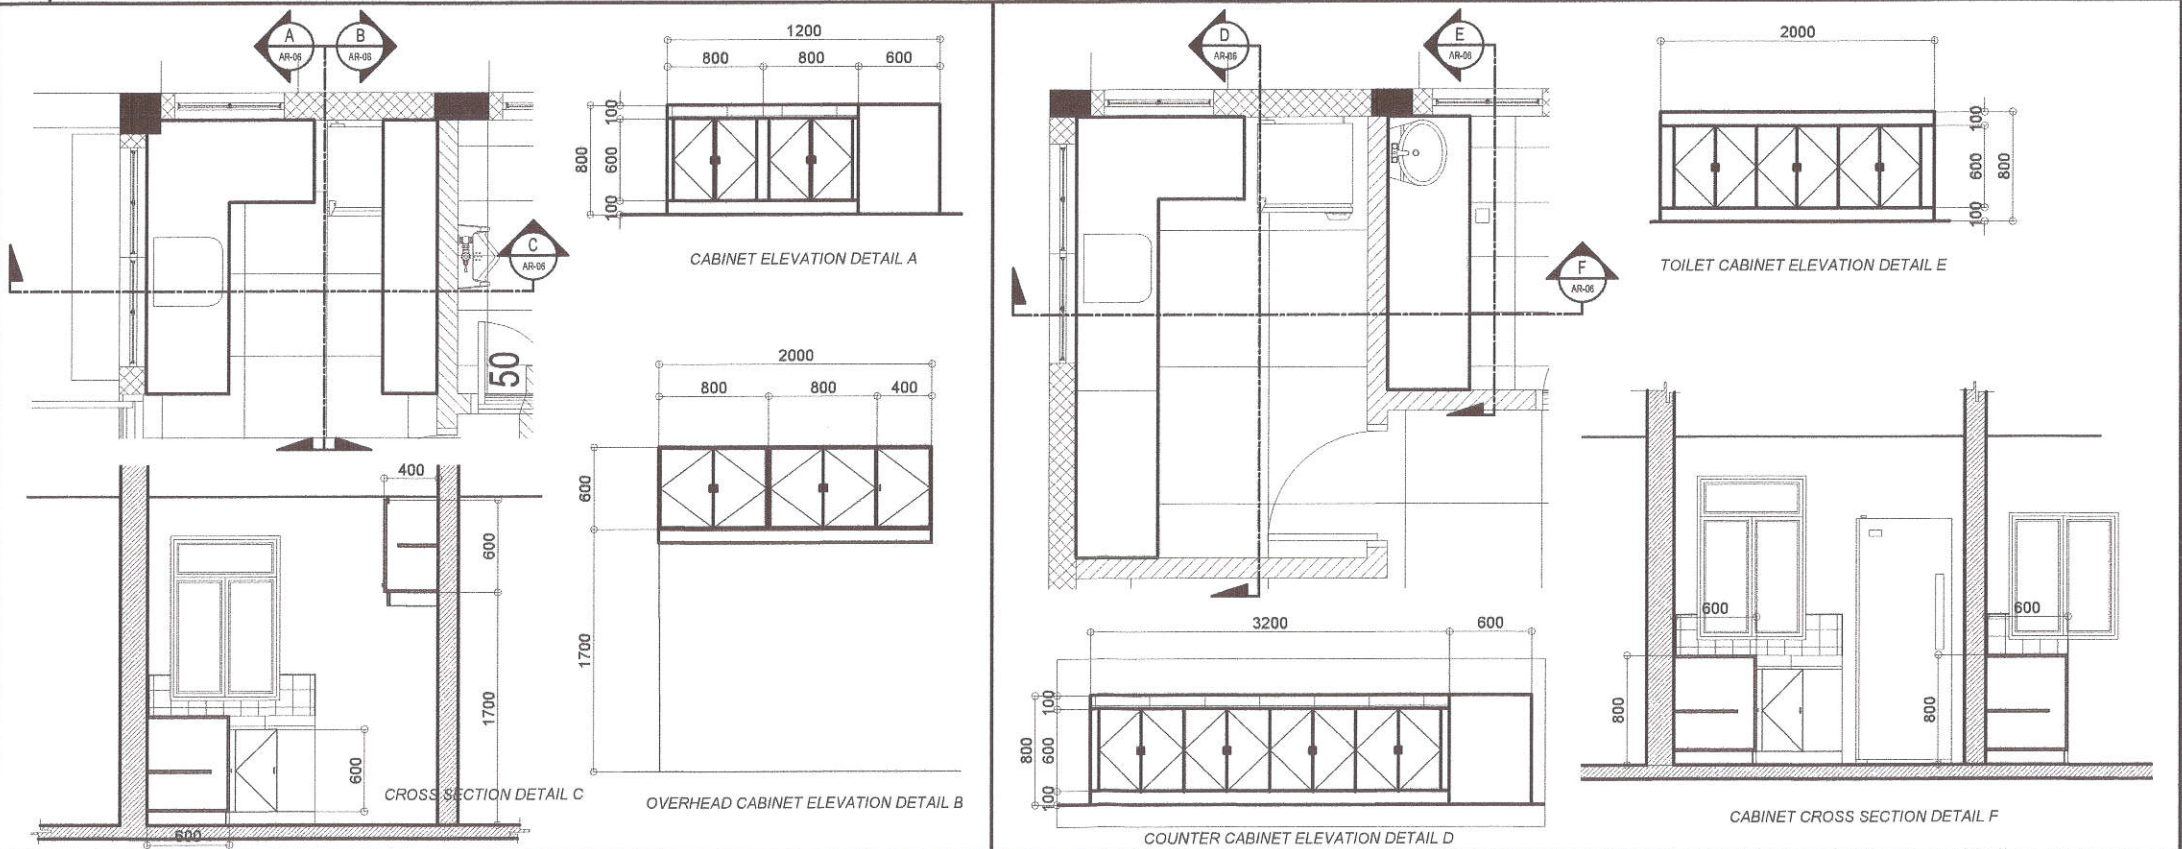 A
AR-06
B
AR-06
C
AR-06
50
1200
800
800
600
100
600
100
800
CABINET ELEVATION DETAIL A
2000
800
800
400
600
1700
OVERHEAD CABINET ELEVATION DETAIL B
400
600
1700
600
600
CROSS SECTION DETAIL C
D
AR-06
E
AR-06
F
AR-06
2000
100
600
100
800
TOILET CABINET ELEVATION DETAIL E
3200
600
100
600
100
800
COUNTER CABINET ELEVATION DETAIL D
600
600
800
800
CABINET CROSS SECTION DETAIL F